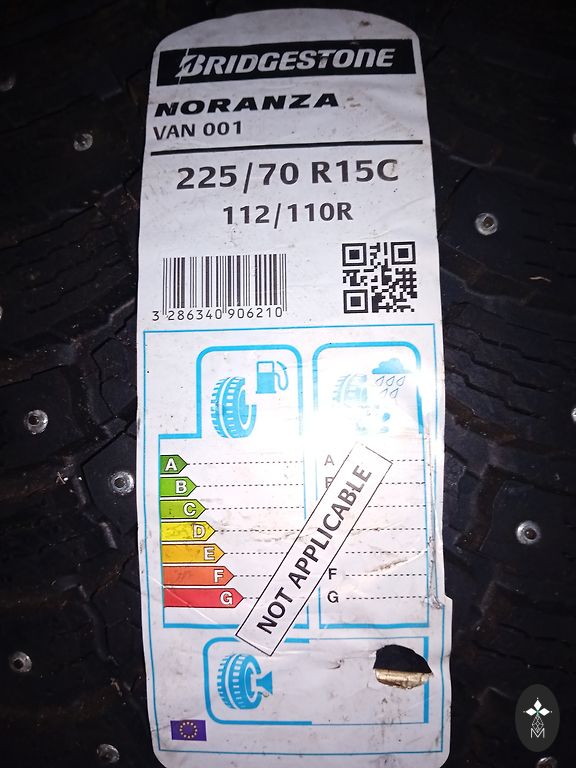 BRIDGESTONE
NORANZA
VAN 001
225/70 R15C
112/110R
3 286340 906210
A
B
C
D
E
F
G
A
F
G
NOT APPLICABLE
M